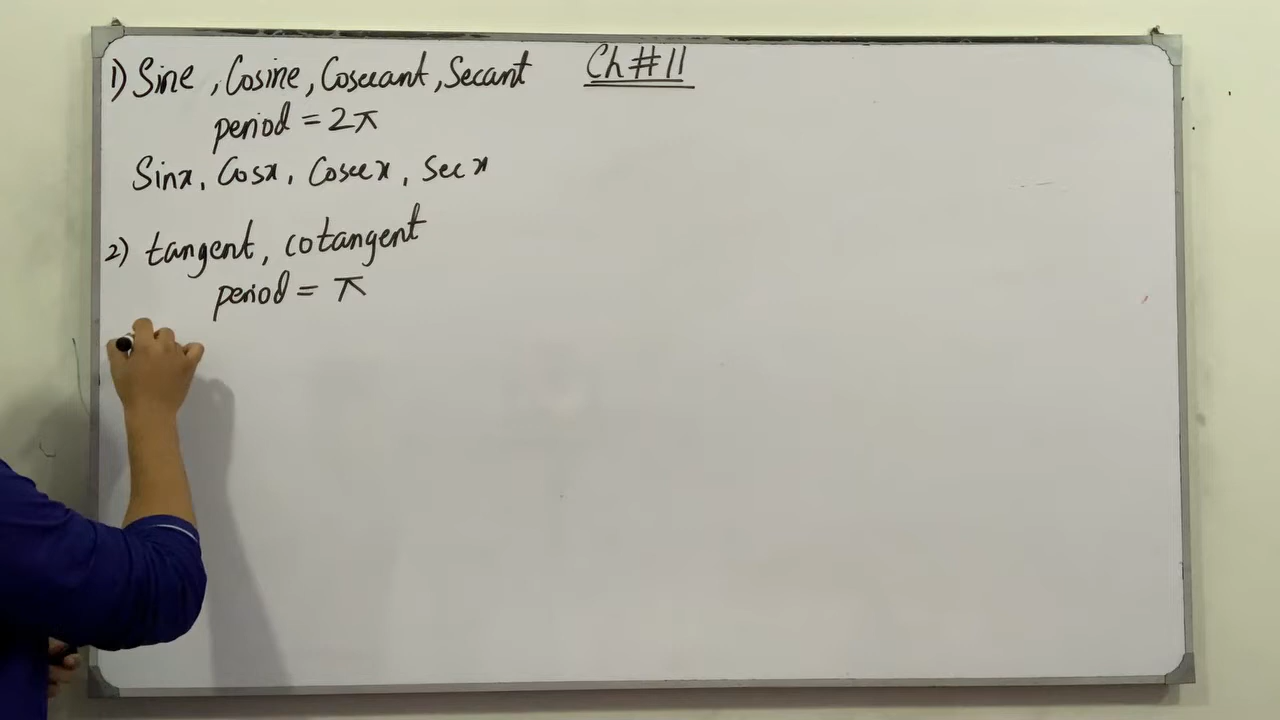 1) Sine, Cosine, Cosecant, Secant
Ch#11
period = 2π
Sinx, Cosx, Cosecx, Secx
2) tangent, cotangent
period = π